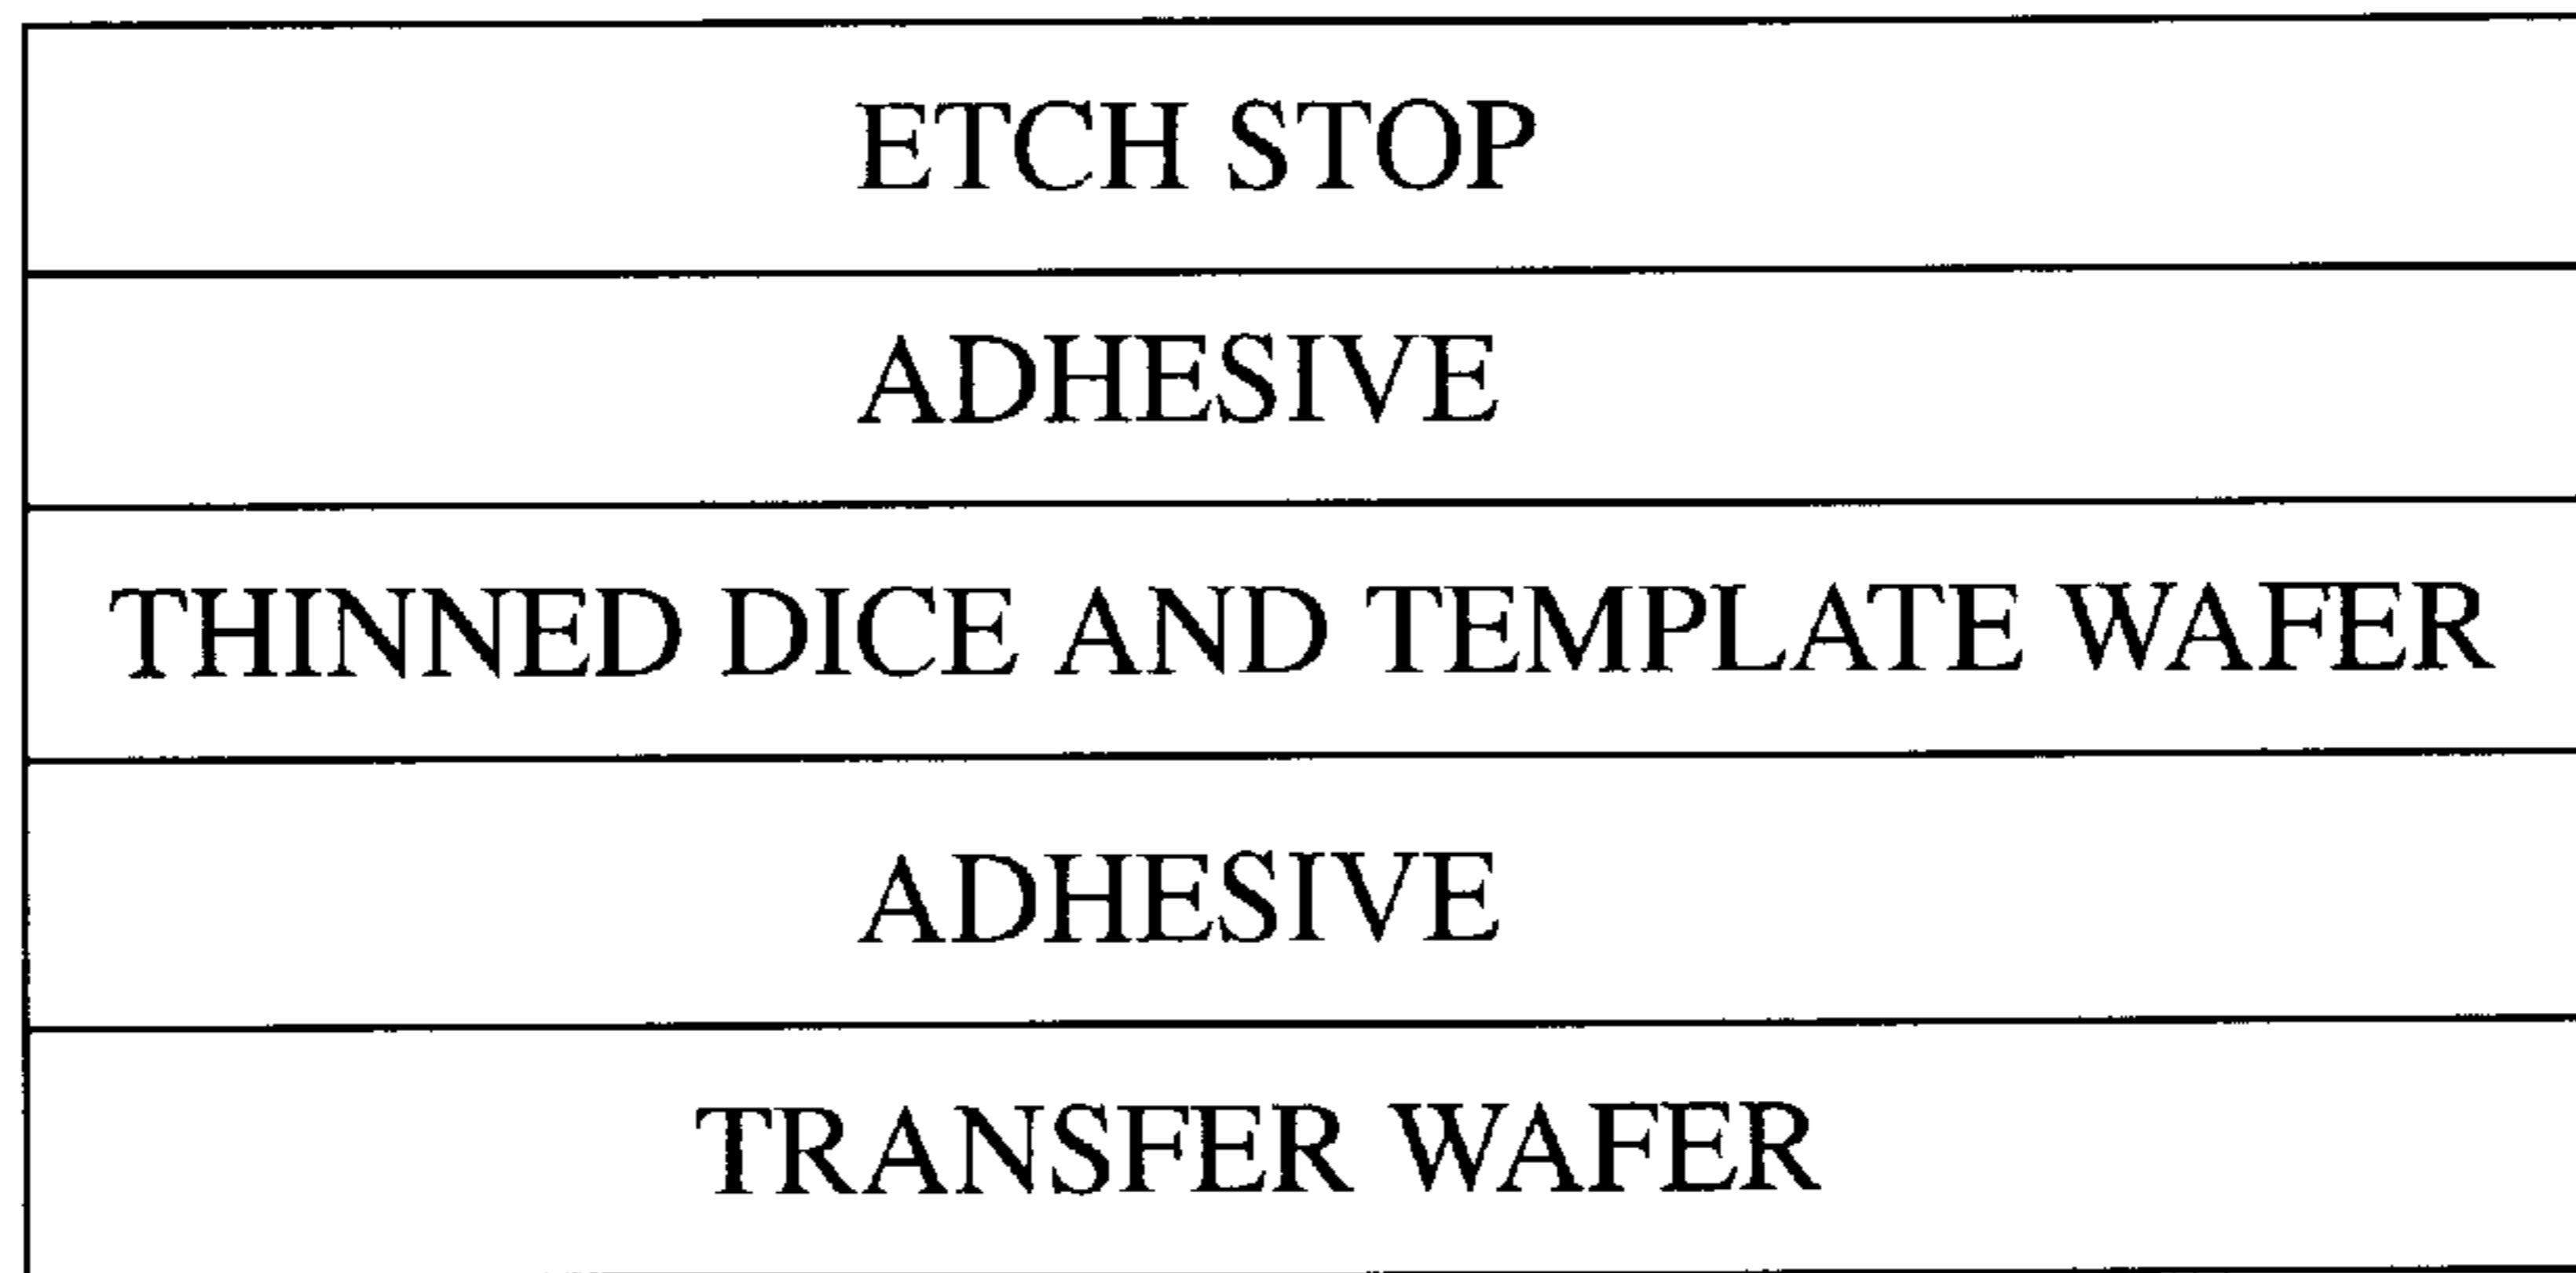 ETCH STOP
ADHESIVE
THINNED DICE AND TEMPLATE WAFER
ADHESIVE
TRANSFER WAFER